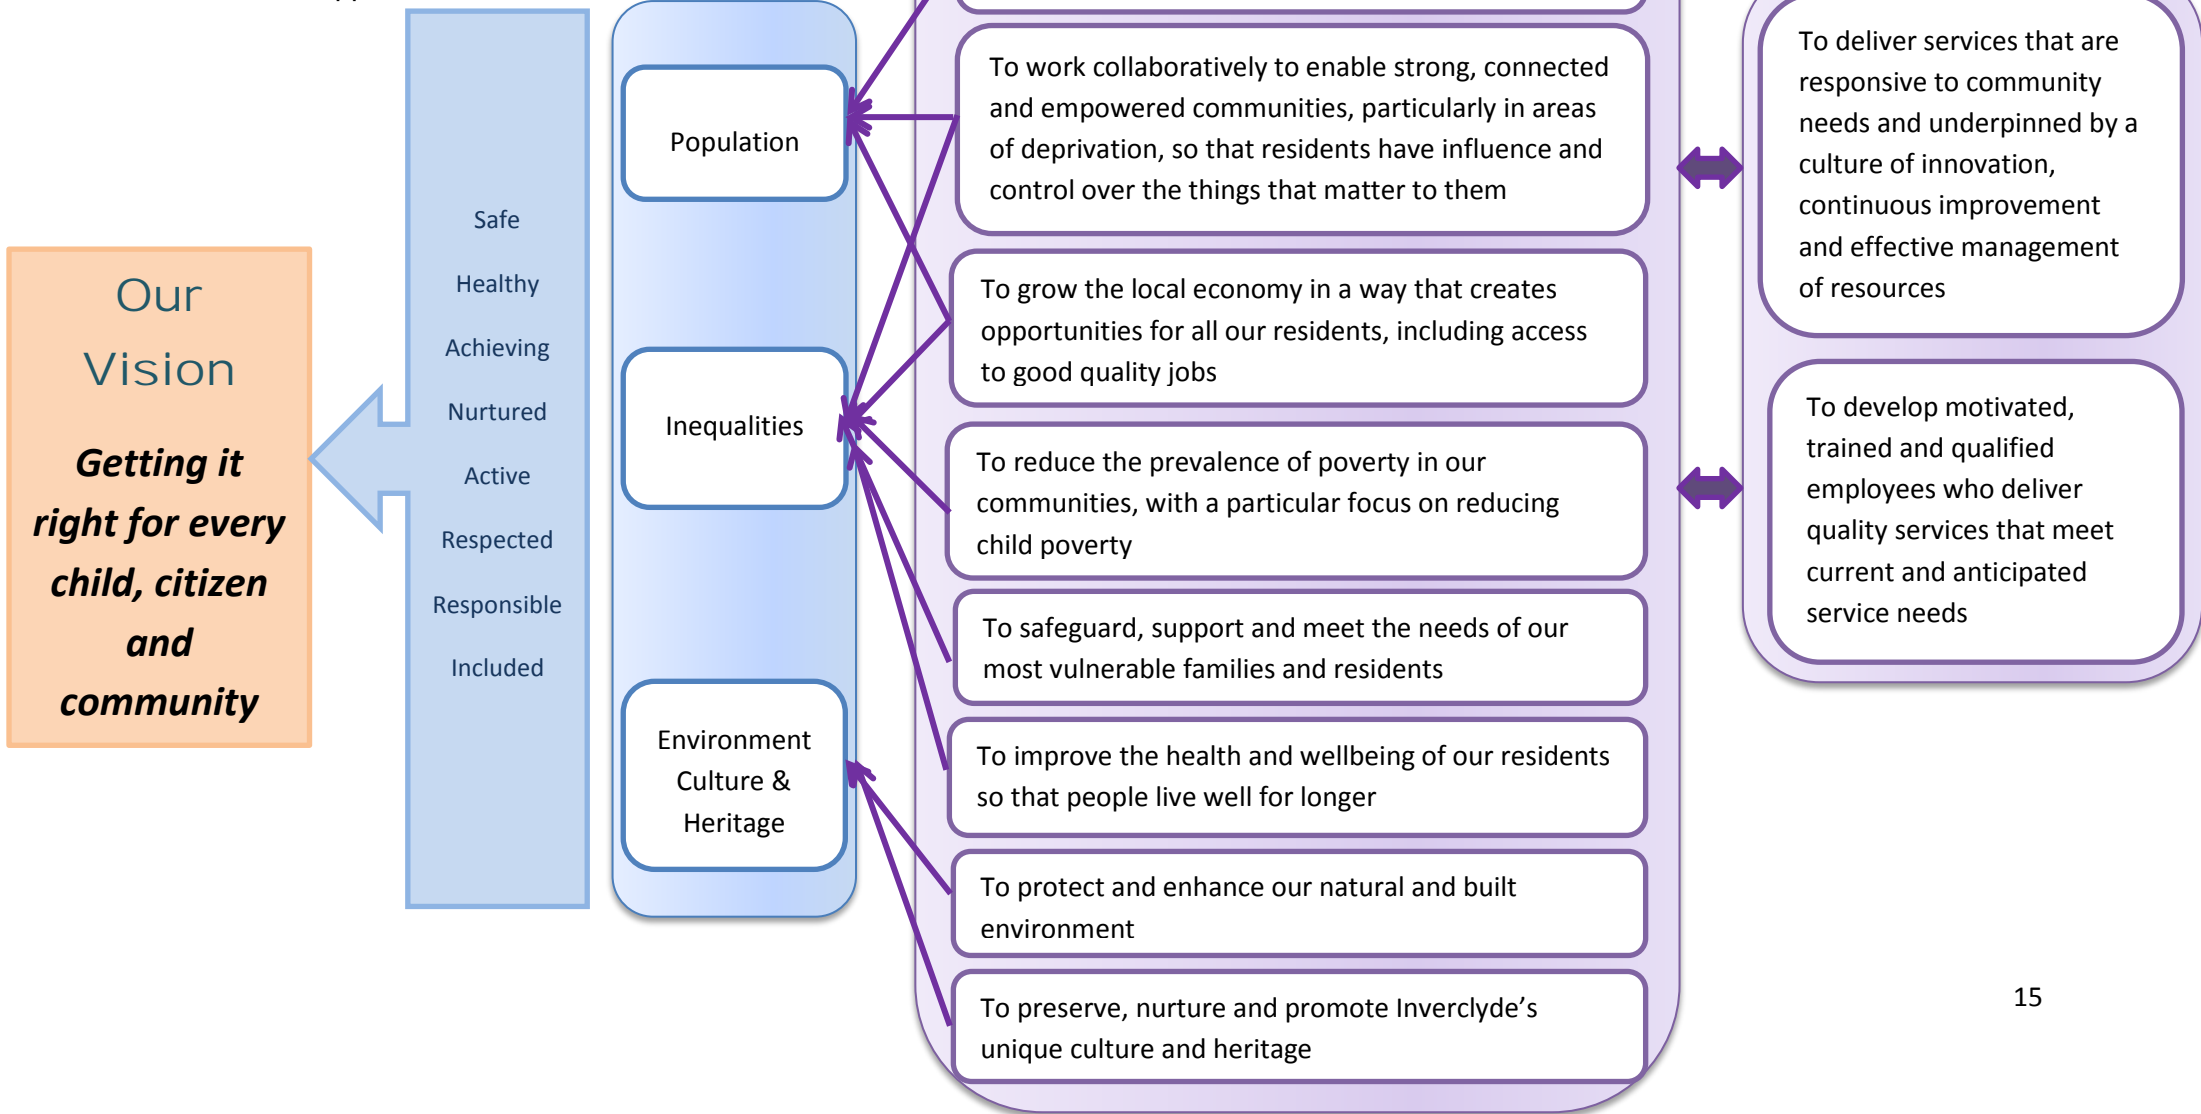 Our
Vision
Getting it
right for every
child, citizen
and
community
Safe
Healthy
Achieving
Nurtured
Active
Respected
Responsible
Included
Population
Inequalities
Environment
Culture &
Heritage
To work collaboratively to enable strong, connected
and empowered communities, particularly in areas
of deprivation, so that residents have influence and
control over the things that matter to them
To grow the local economy in a way that creates
opportunities for all our residents, including access
to good quality jobs
To reduce the prevalence of poverty in our
communities, with a particular focus on reducing
child poverty
To safeguard, support and meet the needs of our
most vulnerable families and residents
To improve the health and wellbeing of our residents
so that people live well for longer
To protect and enhance our natural and built
environment
To preserve, nurture and promote Inverclyde’s
unique culture and heritage
To deliver services that are
responsive to community
needs and underpinned by a
culture of innovation,
continuous improvement
and effective management
of resources
To develop motivated,
trained and qualified
employees who deliver
quality services that meet
current and anticipated
service needs
15